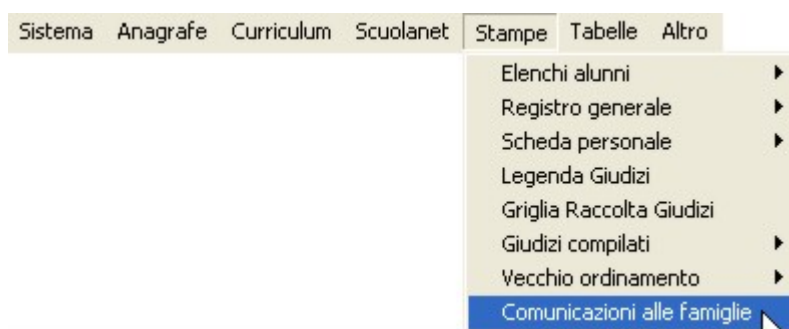 Sistema Anagrafe Curriculum Scuolanet Stampe Tabelle Altro
Elenchi alunni
Registro generale
Scheda personale
Legenda Giudizi
Griglia Raccolta Giudizi
Giudizi compilati
Vecchio ordinamento
Comunicazioni alle famiglie